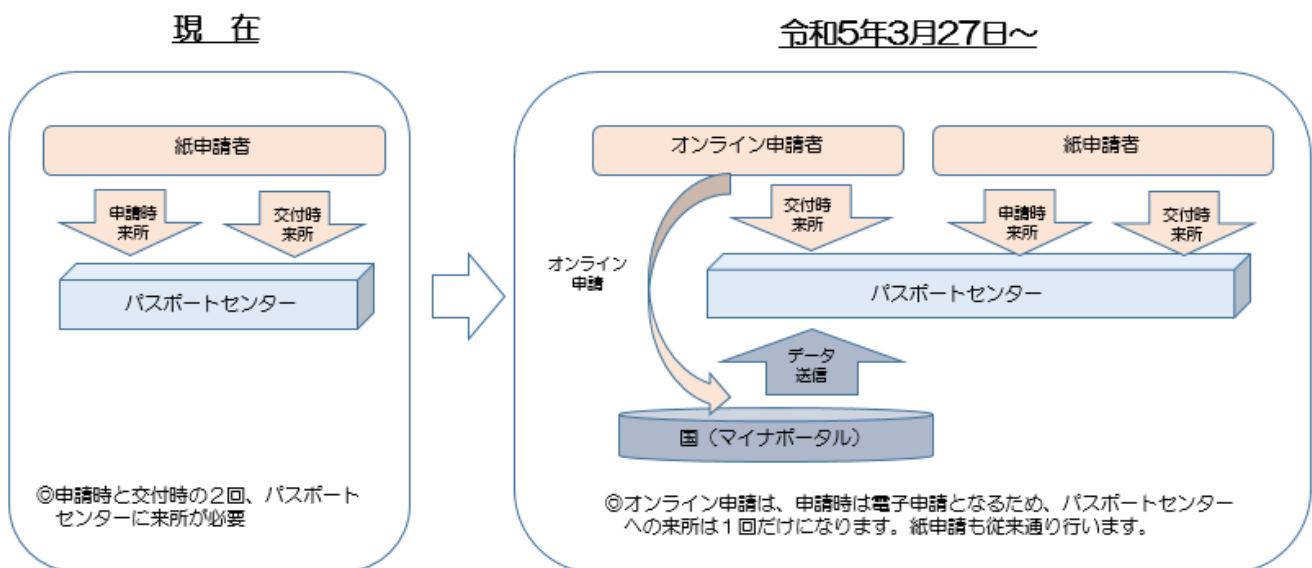 現　在
紙申請者
申請時
来所
交付時
来所
パスポートセンター
◎申請時と交付時の２回、パスポート
センターに来所が必要
令和5年3月27日～
オンライン申請者
紙申請者
オンライン
申請
交付時
来所
申請時
来所
交付時
来所
パスポートセンター
データ
送信
国（マイナポータル）
◎オンライン申請は、申請時は電子申請となるため、パスポートセンター
への来所は１回だけになります。紙申請も従来通り行います。